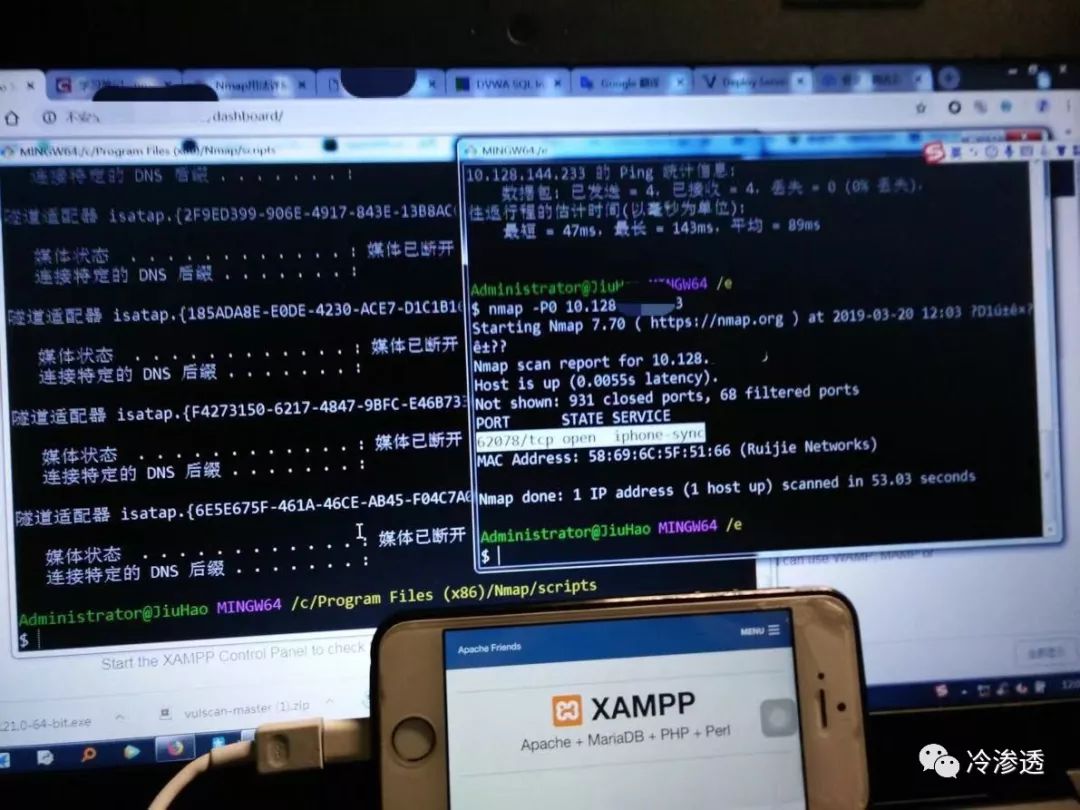 Nmap用法详
DVWA SQL In
Google 翻译
Deploy Serve
/dashboard/
MINGW64:/c/Program Files (x86)/Nmap/scripts
连接特定的 DNS 后缀 . . . . . . . :
隧道适配器 isatap.{2F9ED399-906E-4917-843E-13B8AC
媒体状态 . . . . . . . . . . . . : 媒体已断开
连接特定的 DNS 后缀 . . . . . . . :
隧道适配器 isatap.{185ADA8E-E0DE-4230-ACE7-D1C1B1
媒体状态 . . . . . . . . . . . . : 媒体已断开
连接特定的 DNS 后缀 . . . . . . . :
隧道适配器 isatap.{F4273150-6217-4847-9BFC-E46B73
媒体状态 . . . . . . . . . . . . : 媒体已断开
连接特定的 DNS 后缀 . . . . . . . :
隧道适配器 isatap.{6E5E675F-461A-46CE-AB45-F04C7A
媒体状态 . . . . . . . . . . . . : 媒体已断开
连接特定的 DNS 后缀 . . . . . . . :
Administrator@JiuHao MINGW64 /c/Program Files (x86)/Nmap/scripts
$
MINGW64:/e
10.128.144.233 的 Ping 统计信息:
数据包: 已发送 = 4，已接收 = 4，丢失 = 0 (0% 丢失)，
往返行程的估计时间(以毫秒为单位):
最短 = 47ms，最长 = 143ms，平均 = 89ms
Administrator@JiuH MINGW64 /e
$ nmap -P0 10.128 3
Starting Nmap 7.70 ( https://nmap.org ) at 2019-03-20 12:03 ?D1ú±ê×?
ê±??
Nmap scan report for 10.128.
Host is up (0.0055s latency).
Not shown: 931 closed ports, 68 filtered ports
PORT STATE SERVICE
62078/tcp open iphone-sync
MAC Address: 58:69:6C:5F:51:66 (Ruijie Networks)
Nmap done: 1 IP address (1 host up) scanned in 53.03 seconds
Administrator@JiuHao MINGW64 /e
$
can use WAMP, MAMP or
Start the XAMPP Control Panel to check
21.0-64-bit.exe
vulscan-master (1).zip
Apache Friends
MENU
XAMPP
Apache + MariaDB + PHP + Perl
冷渗透